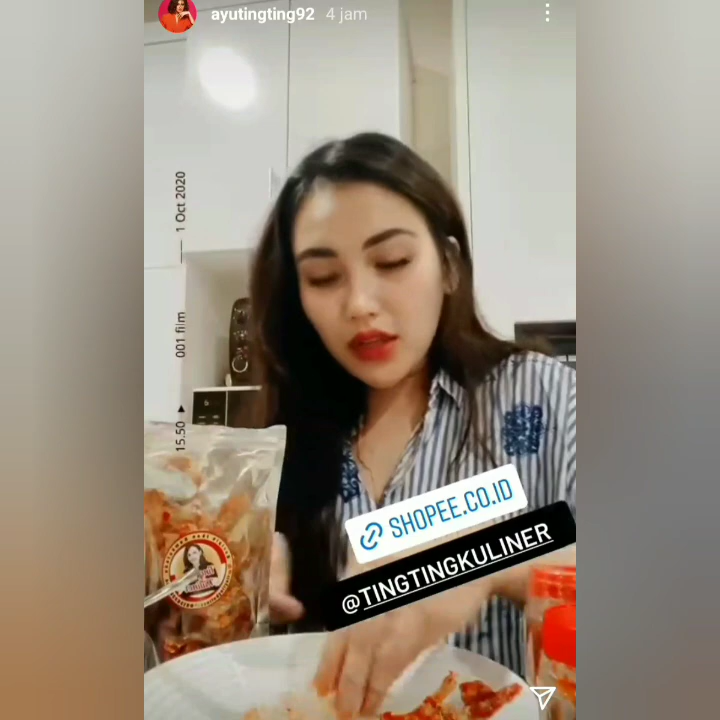 ayutingting92 4 jam
1 Oct 2020
001 film
15.50
SHOPEE.CO.ID
@TINGTINGKULINER